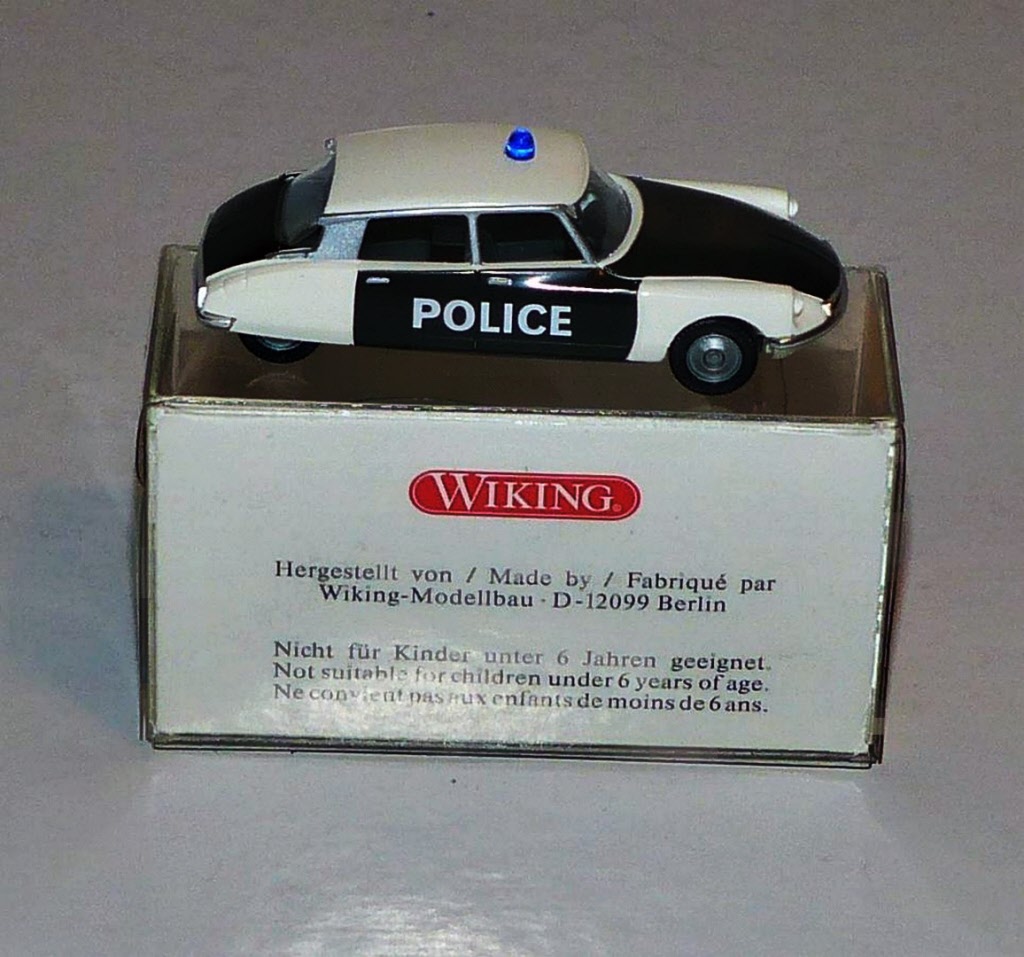 POLICE
WIKING®
Hergestellt von / Made by / Fabriqué par
Wiking-Modellbau · D-12099 Berlin
Nicht für Kinder unter 6 Jahren geeignet.
Not suitable for children under 6 years of age.
Ne convient pas aux enfants de moins de 6 ans.